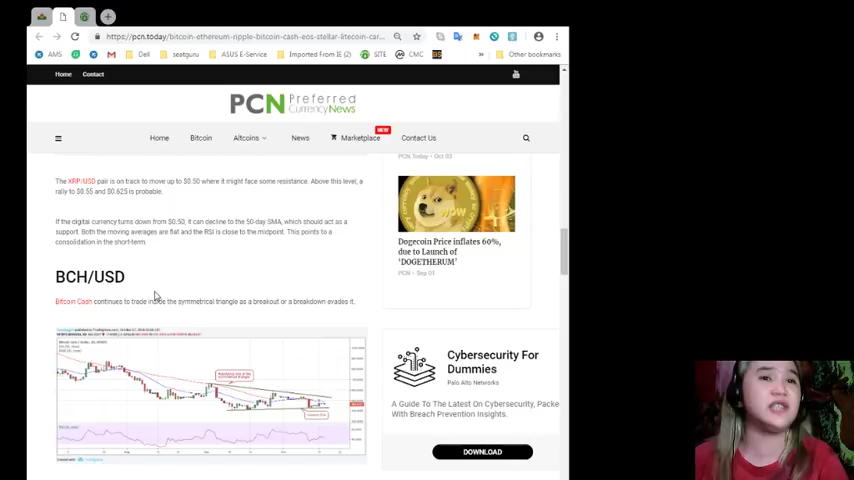 https://pcn.today/bitcoin-ethereum-ripple-bitcoin-cash-eos-stellar-litecoin-car...
AMS
Dell
seatguru
ASUS E-Service
Imported From IE (2)
SITE
CMC
»
Other bookmarks
Home
Contact
PCN Preferred
CurrencyNews
Home
Bitcoin
Altcoins
News
Marketplace
NEW
Contact Us
The XRP/USD pair is on track to move up to $0.50 where it might face some resistance. Above this level, a
rally to $0.55 and $0.625 is probable.
If the digital currency turns down from $0.50, it can decline to the 50-day SMA, which should act as a
support. Both the moving averages are flat and the RSI is close to the midpoint. This points to a
consolidation in the short-term.
BCH/USD
Bitcoin Cash continues to trade inside the symmetrical triangle as a breakout or a breakdown evades it.
PCN.Today • Oct 03
WOW
Dogecoin Price inflates 60%,
due to Launch of
'DOGETHERUM'
PCN • Sep 01
Cybersecurity For
Dummies
Palo Alto Networks
A Guide To The Latest On Cybersecurity, Packe
With Breach Prevention Insights.
DOWNLOAD